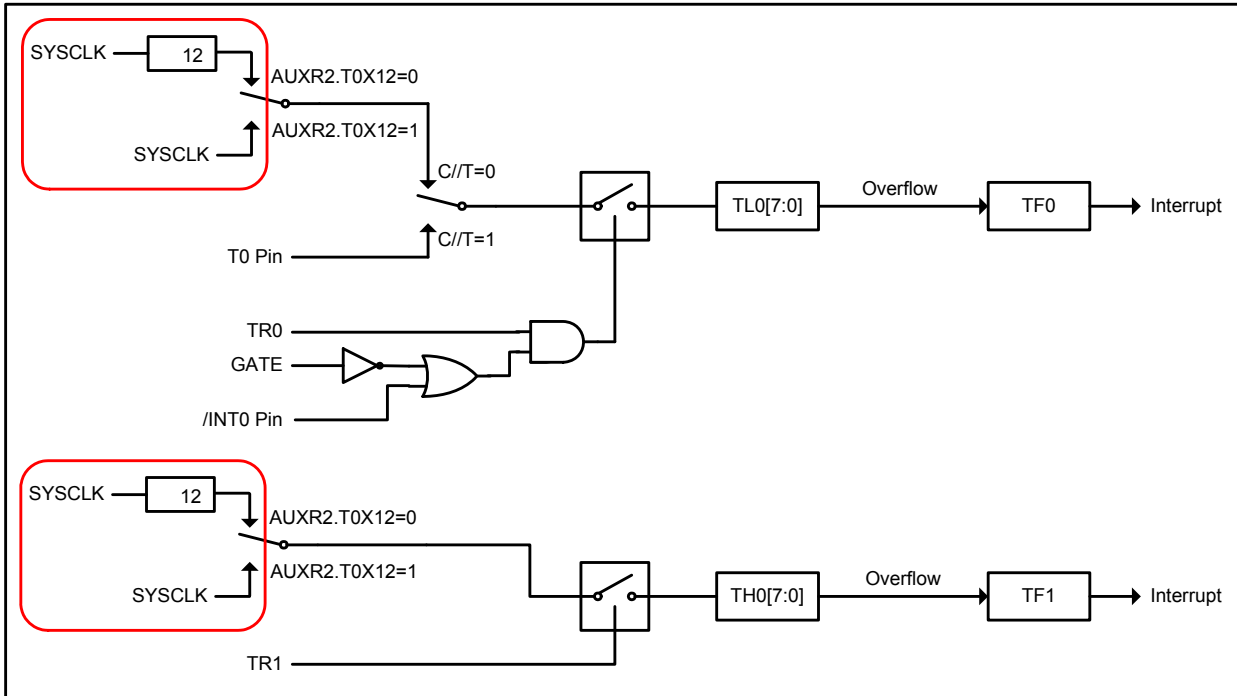 SYSCLK
12
AUXR2.T0X12=0
AUXR2.T0X12=1
SYSCLK
C//T=0
C//T=1
T0 Pin
TL0[7:0]
Overflow
TF0
Interrupt
TR0
GATE
/INT0 Pin
SYSCLK
12
AUXR2.T0X12=0
AUXR2.T0X12=1
SYSCLK
TH0[7:0]
Overflow
TF1
Interrupt
TR1